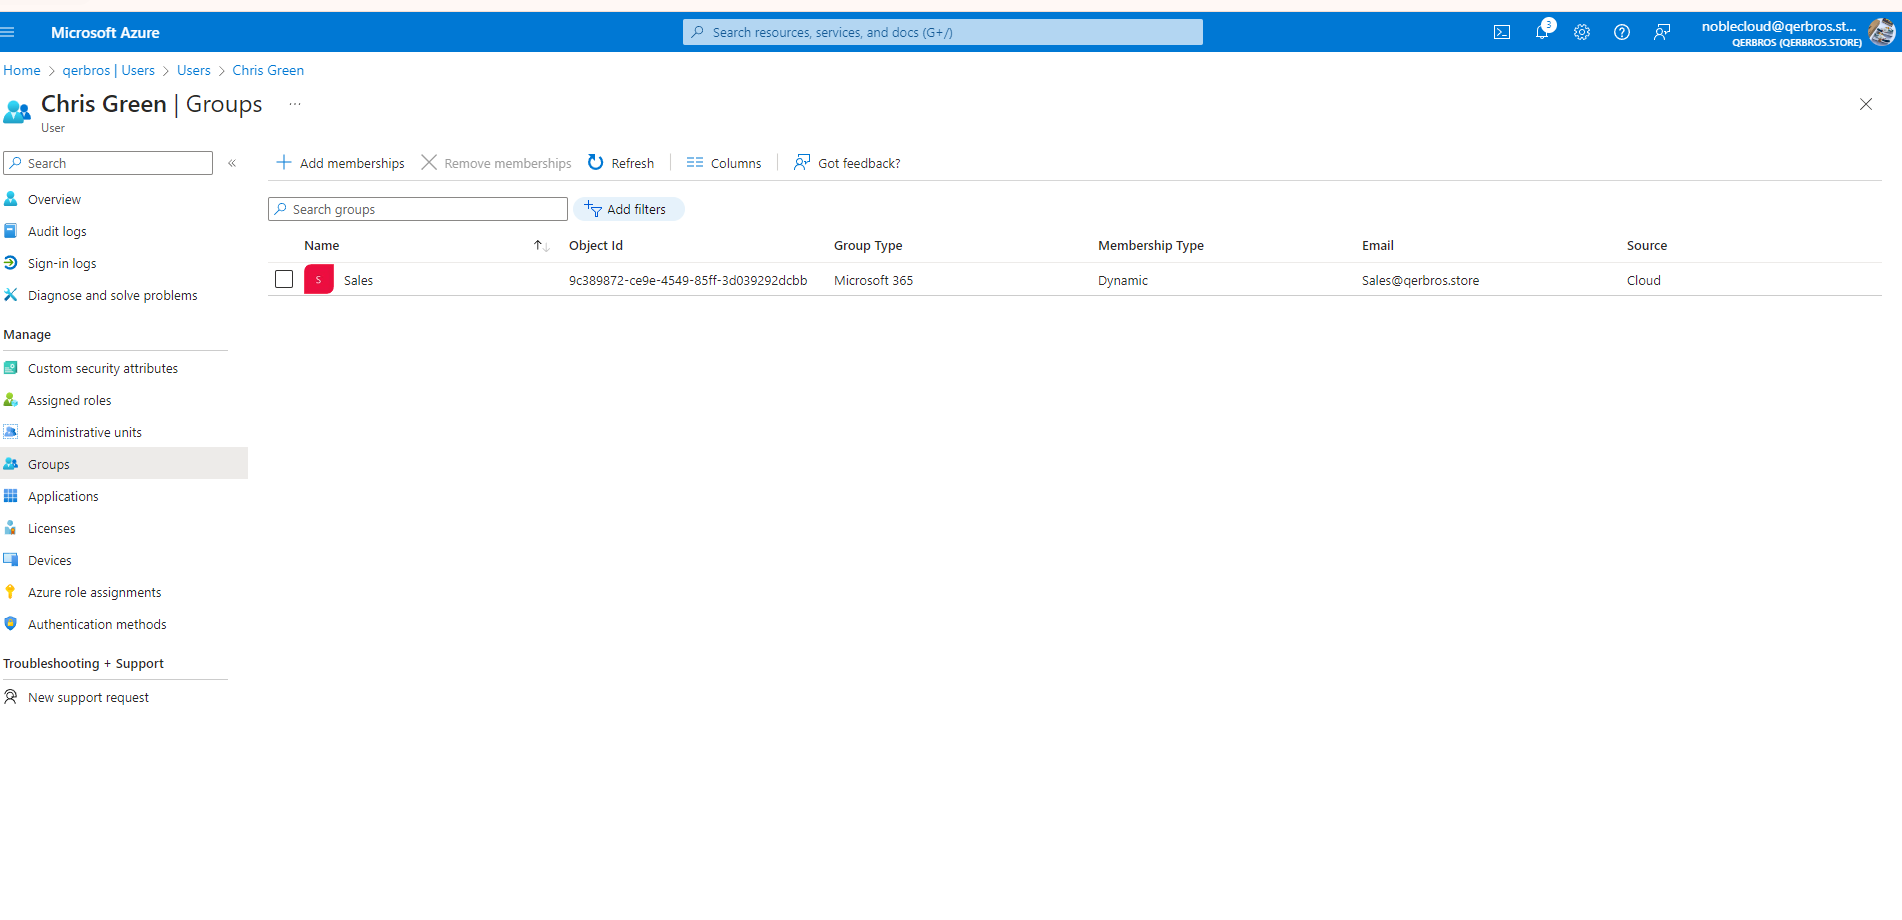 Microsoft Azure
Search resources, services, and docs (G+/)
3
noblecloud@qerbros.st...
QERBROS (QERBROS.STORE)
Home > qerbros | Users > Users > Chris Green
Chris Green | Groups ...
User
Search
«
Add memberships
Remove memberships
Refresh
Columns
Got feedback?
Overview
Audit logs
Sign-in logs
Diagnose and solve problems
Manage
Custom security attributes
Assigned roles
Administrative units
Groups
Applications
Licenses
Devices
Azure role assignments
Authentication methods
Troubleshooting + Support
New support request
Search groups
Add filters
Name Object Id Group Type Membership Type Email Source
S Sales 9c389872-ce9e-4549-85ff-3d039292dcbb Microsoft 365 Dynamic Sales@qerbros.store Cloud